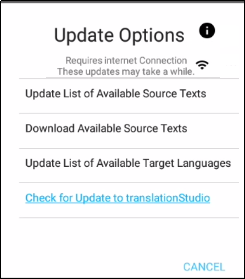 Update Options
Requires internet Connection
These updates may take a while.
Update List of Available Source Texts
Download Available Source Texts
Update List of Available Target Languages
Check for Update to translationStudio
CANCEL